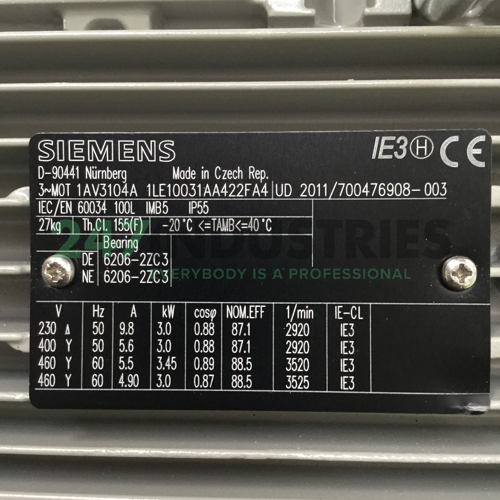 SIEMENS IE3 H CE
D-90441 Nürnberg Made in Czech Rep.
3~MOT 1AV3104A 1LE10031AA422FA4 UD 2011/700476908-003
IEC/EN 60034 100L IMB5 IP55
27kg Th.Cl. 155(F) -20°C <=TAMB<=40°C
Bearing
DE 6206-2ZC3
NE 6206-2ZC3
24/7 INDUSTRIES
EVERYBODY IS A FAN OF
V Hz A kW cosφ NOM.EFF 1/min IE-CL
230 Δ 50 9.8 3.0 0.88 87.1 2920 IE3
400 Y 50 5.6 3.0 0.88 87.1 2920 IE3
460 Y 60 5.5 3.45 0.89 88.5 3520 IE3
460 Y 60 4.90 3.0 0.87 88.5 3525 IE3